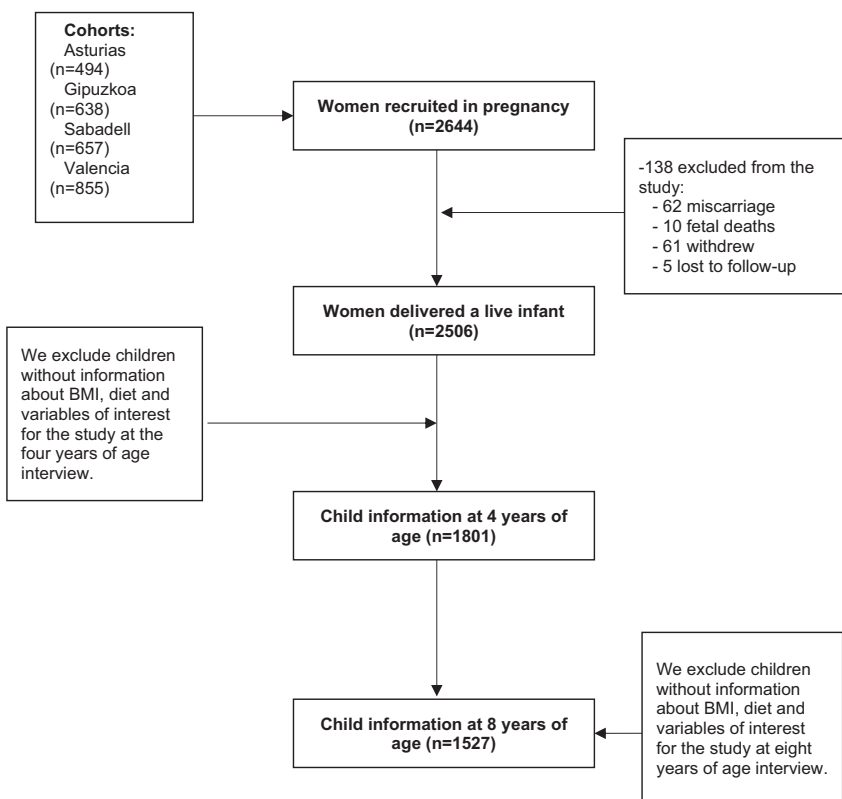 Cohorts:
Asturias
(n=494)
Gipuzkoa
(n=638)
Sabadell
(n=657)
Valencia
(n=855)
Women recruited in pregnancy
(n=2644)
-138 excluded from the
study:
- 62 miscarriage
- 10 fetal deaths
- 61 withdrew
- 5 lost to follow-up
Women delivered a live infant
(n=2506)
We exclude children
without information
about BMI, diet and
variables of interest
for the study at the
four years of age
interview.
Child information at 4 years of
age (n=1801)
We exclude children
without information
about BMI, diet and
variables of interest
for the study at eight
years of age interview.
Child information at 8 years of
age (n=1527)